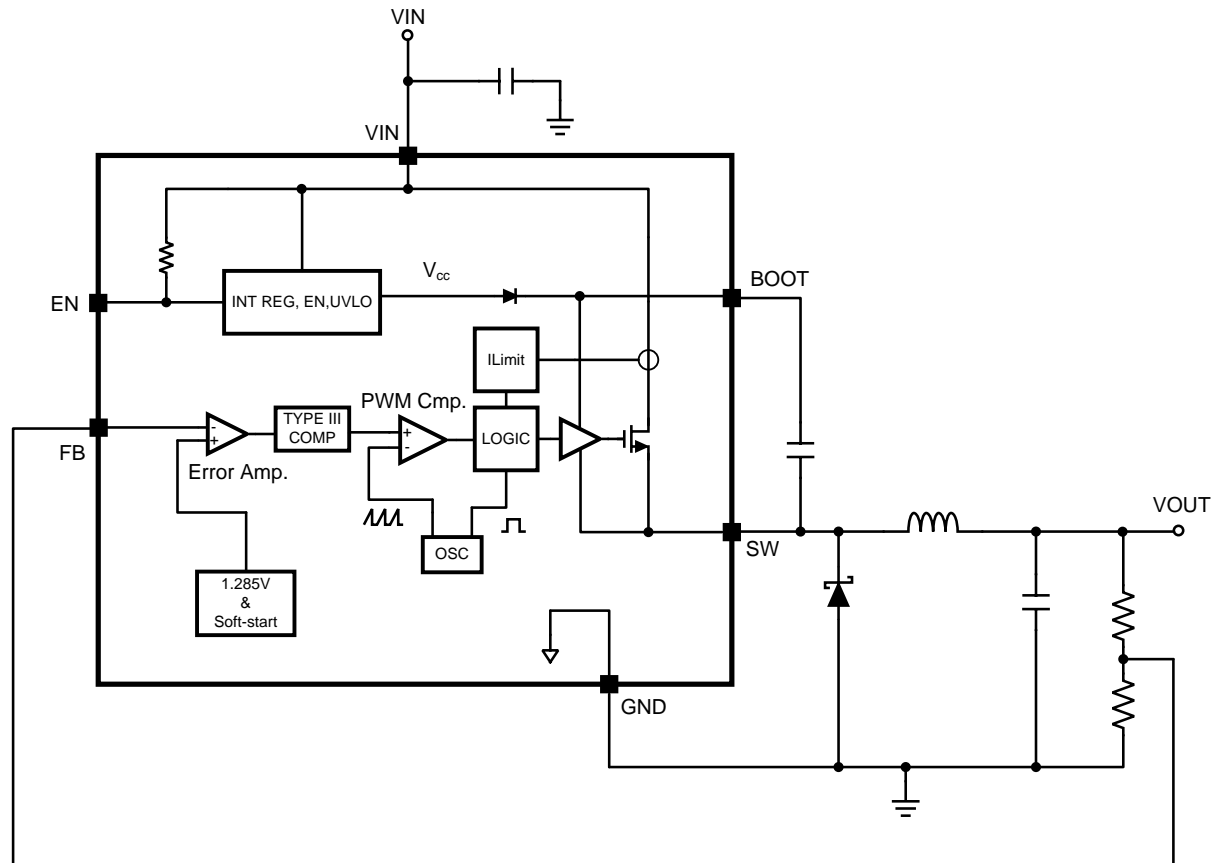 VIN
VIN
V_cc
BOOT
EN
INT REG, EN,UVLO
ILimit
PWM Cmp.
TYPE III
COMP
-
+
+
-
LOGIC
FB
Error Amp.
VOUT
SW
OSC
1.285V
&
Soft-start
GND